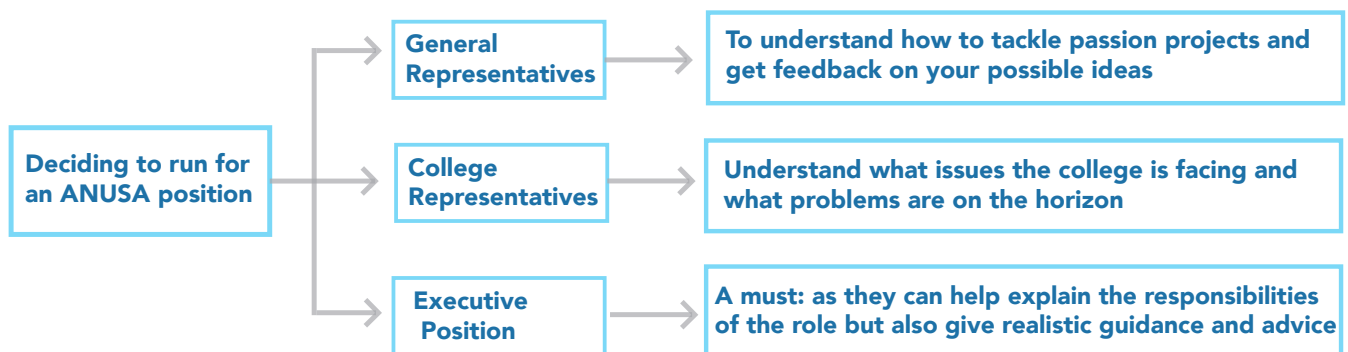 Deciding to run for
an ANUSA position
General
Representatives
To understand how to tackle passion projects and
get feedback on your possible ideas
College
Representatives
Understand what issues the college is facing and
what problems are on the horizon
Executive
Position
A must: as they can help explain the responsibilities
of the role but also give realistic guidance and advice